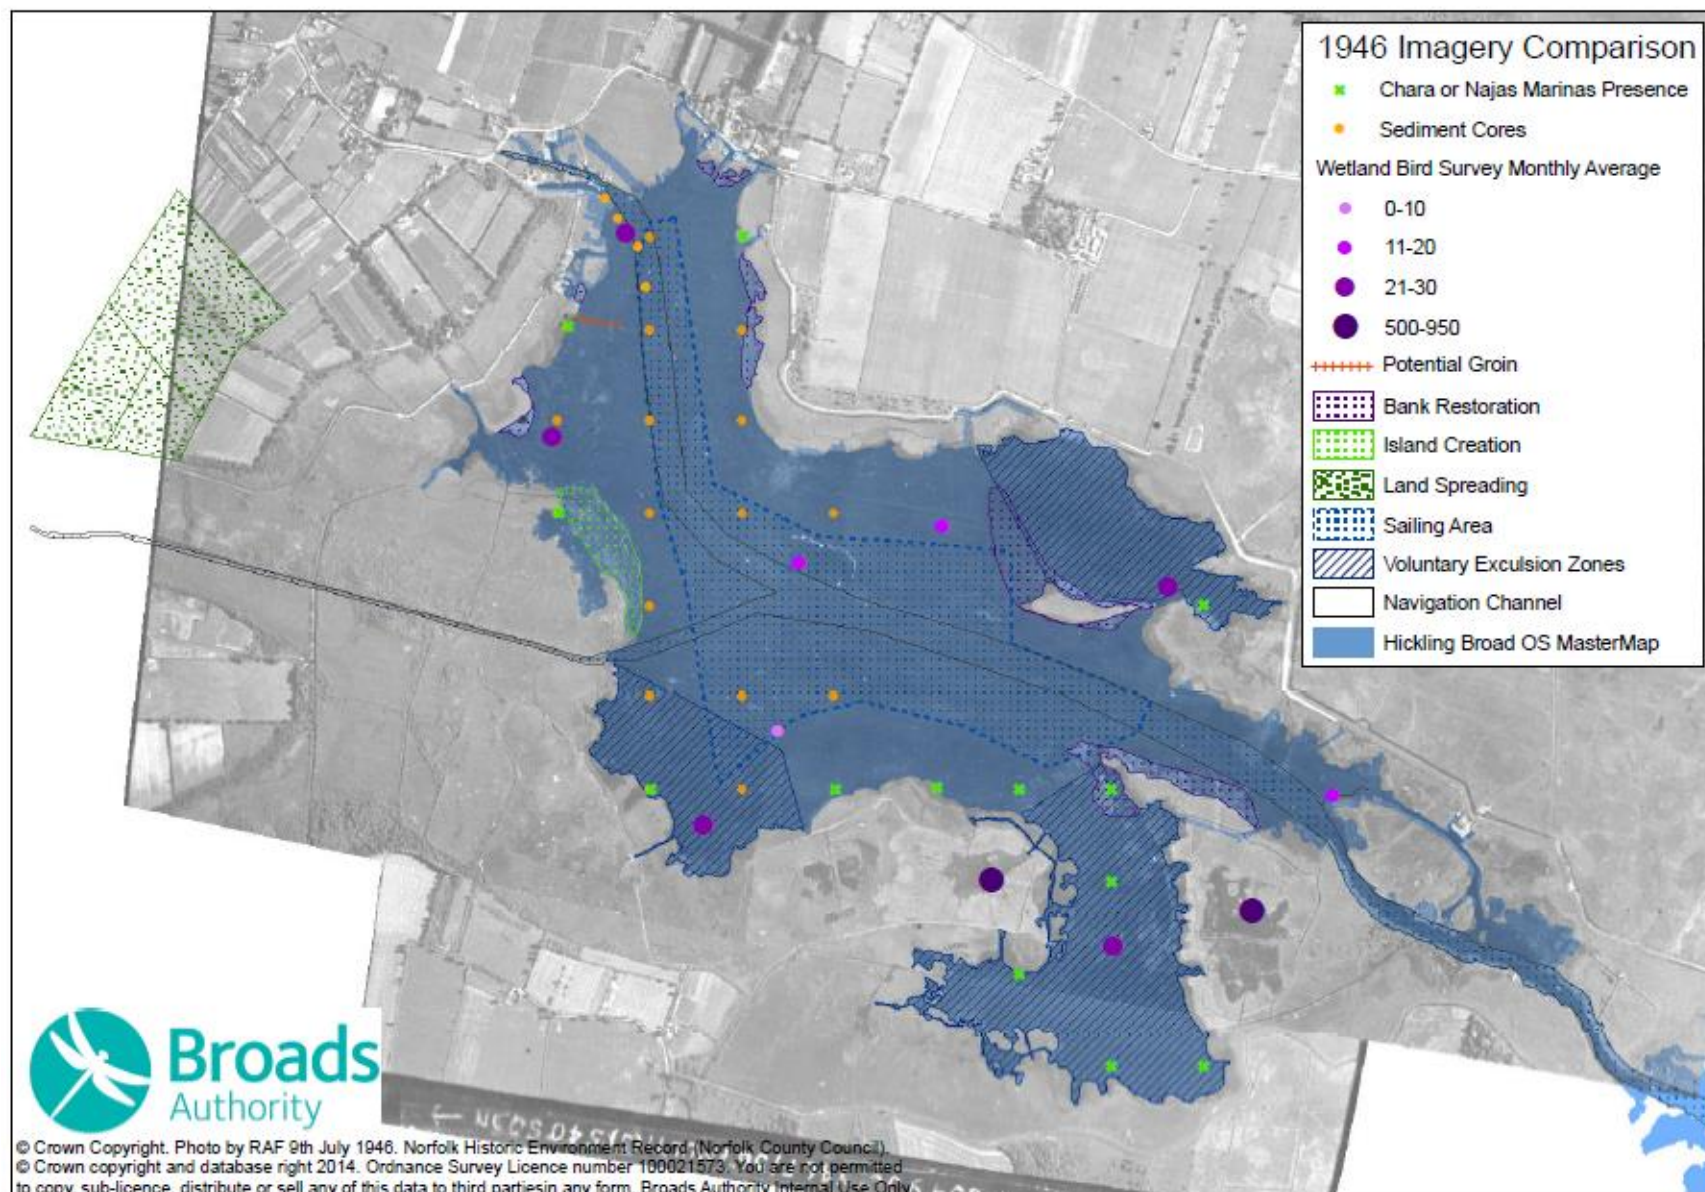 1946 Imagery Comparison
Chara or Najas Marinas Presence
Sediment Cores
Wetland Bird Survey Monthly Average
0-10
11-20
21-30
500-950
Potential Groin
Bank Restoration
Island Creation
Land Spreading
Sailing Area
Voluntary Exculsion Zones
Navigation Channel
Hickling Broad OS MasterMap
Broads
Authority
© Crown Copyright. Photo by RAF 9th July 1946. Norfolk Historic Environment Record (Norfolk County Council).
© Crown copyright and database right 2014. Ordnance Survey Licence number 100021573. You are not permitted
to copy, sub-licence, distribute or sell any of this data to third partiesin any form. Broads Authority Internal Use Only